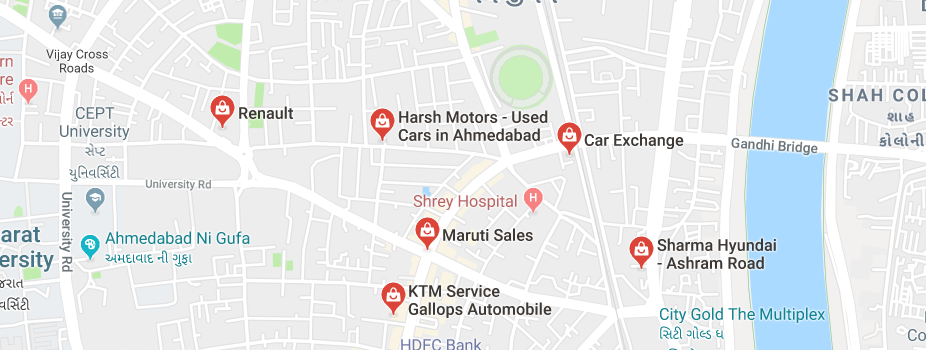 Vijay Cross
Roads
CEPT
University
સેપ્ટ
યુનિવર્સિટી
Renault
Harsh Motors - Used
Cars in Ahmedabad
Car Exchange
Gandhi Bridge
SHAH COL
શાહ
કોલોની
University Rd
University Rd
Shrey Hospital
Maruti Sales
Ahmedabad Ni Gufa
અમદાવાદ ની ગુફા
Sharma Hyundai
- Ashram Road
KTM Service
Gallops Automobile
City Gold The Multiplex
સિટી ગોલ્ડ ધ
HDFC Bank
H
H